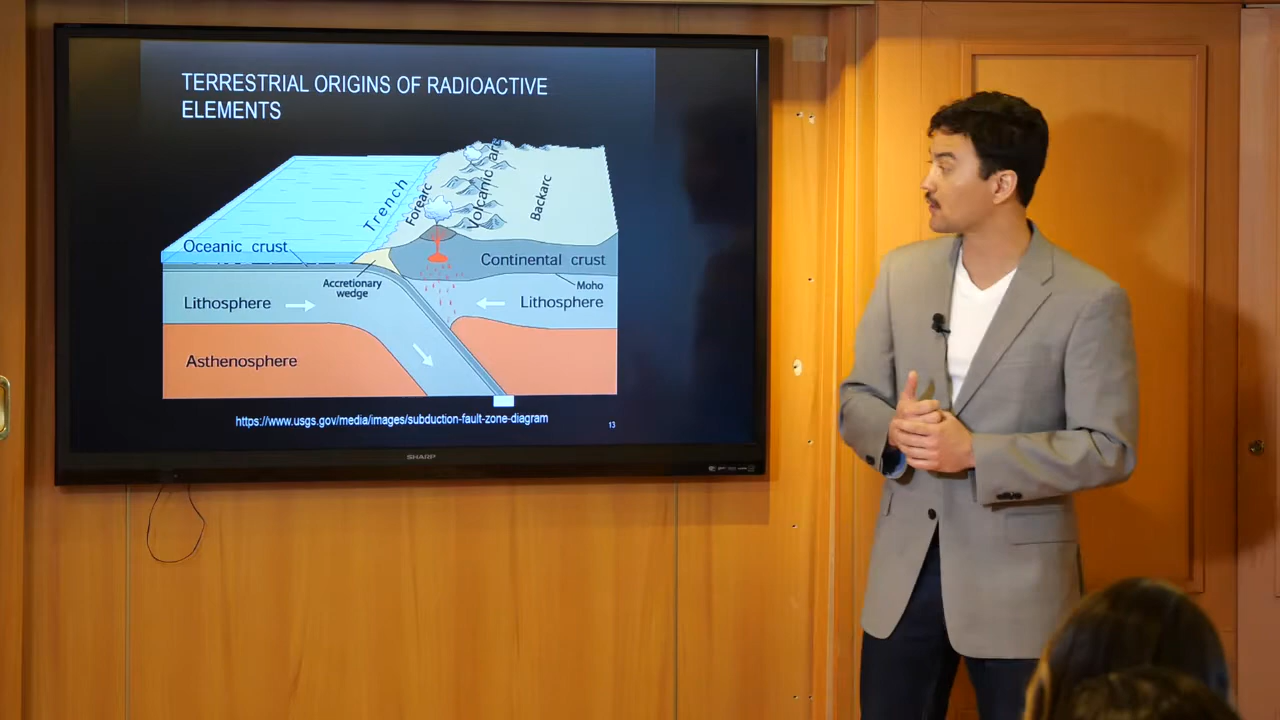 TERRESTRIAL ORIGINS OF RADIOACTIVE
ELEMENTS
Trench
Forearc
Volcanic arc
Backarc
Oceanic crust
Continental crust
Accretionary
wedge
Moho
Lithosphere
Lithosphere
Asthenosphere
https://www.usgs.gov/media/images/subduction-fault-zone-diagram
13
SHARP